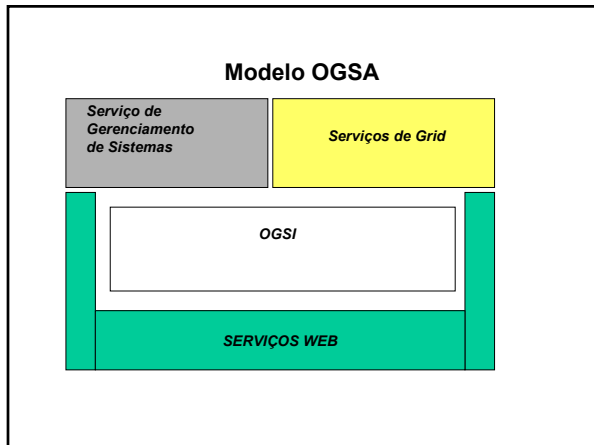 Modelo OGSA
Serviço de
Gerenciamento
de Sistemas
Serviços de Grid
OGSI
SERVIÇOS WEB